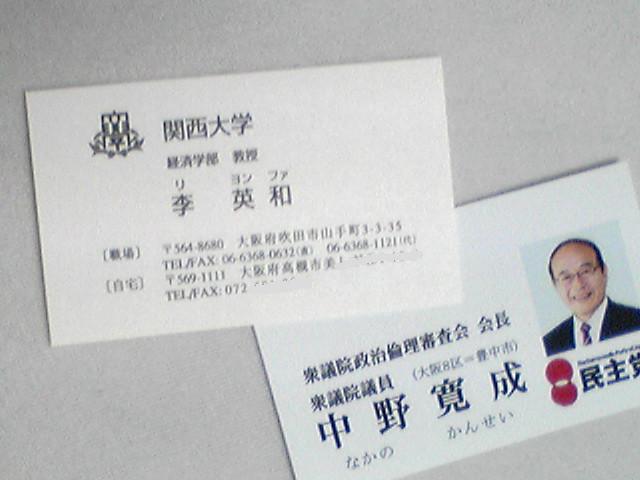 関西大学
経済学部 教授
リ ヨン ファ
李 英 和
〔職場〕 〒564-8680 大阪府吹田市山手町3-3-35
TEL/FAX: 06-6368-0632(直) 06-6368-1121(代)
〔自宅〕 〒569-1111 大阪府高槻市美
TEL/FAX: 072
衆議院政治倫理審査会 会長
衆議院議員 (大阪8区=豊中市)
中野寛成
なかの かんせい
民主党